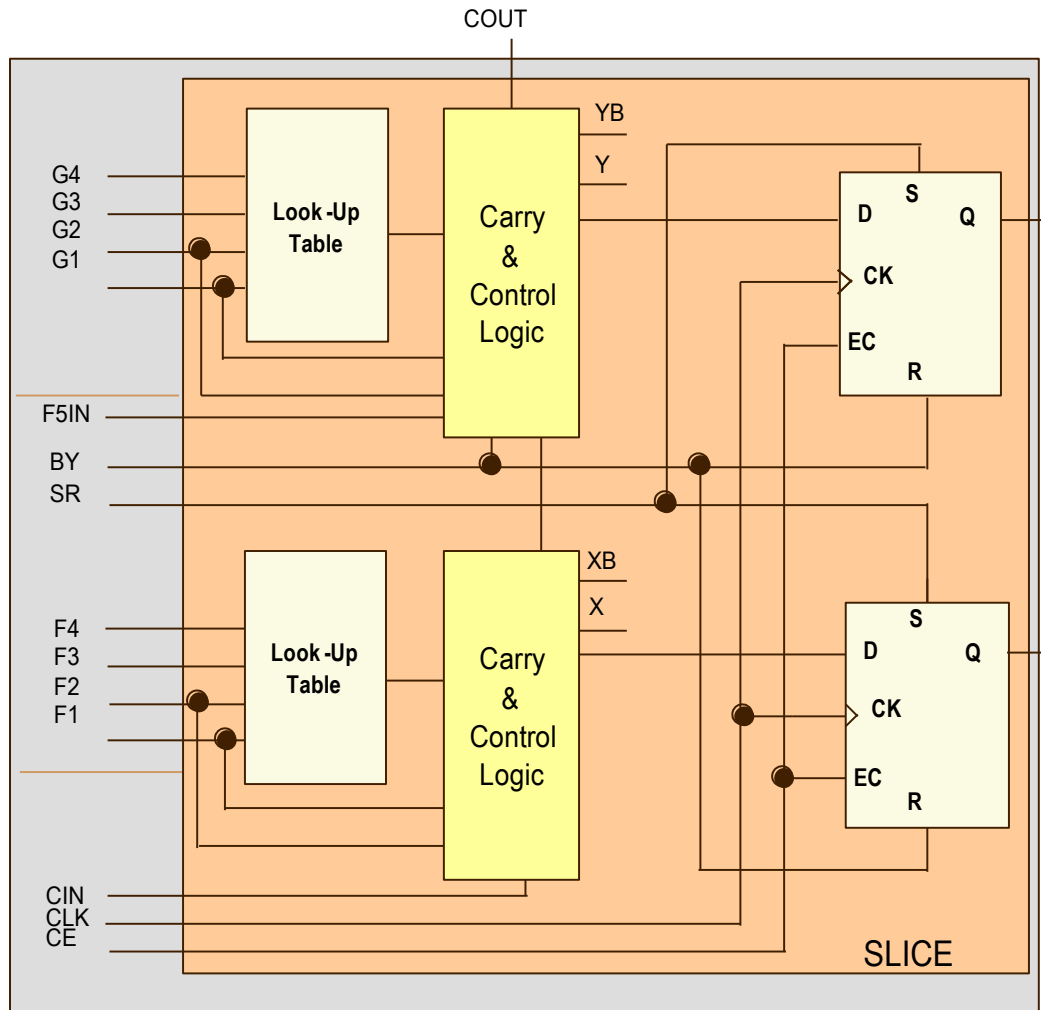 COUT
YB
Y
G4
G3
G2
G1
Look -Up
Table
Carry
&
Control
Logic
S
D
Q
CK
EC
R
F5IN
BY
SR
XB
X
F4
F3
F2
F1
Look -Up
Table
Carry
&
Control
Logic
S
D
Q
CK
EC
R
CIN
CLK
CE
SLICE